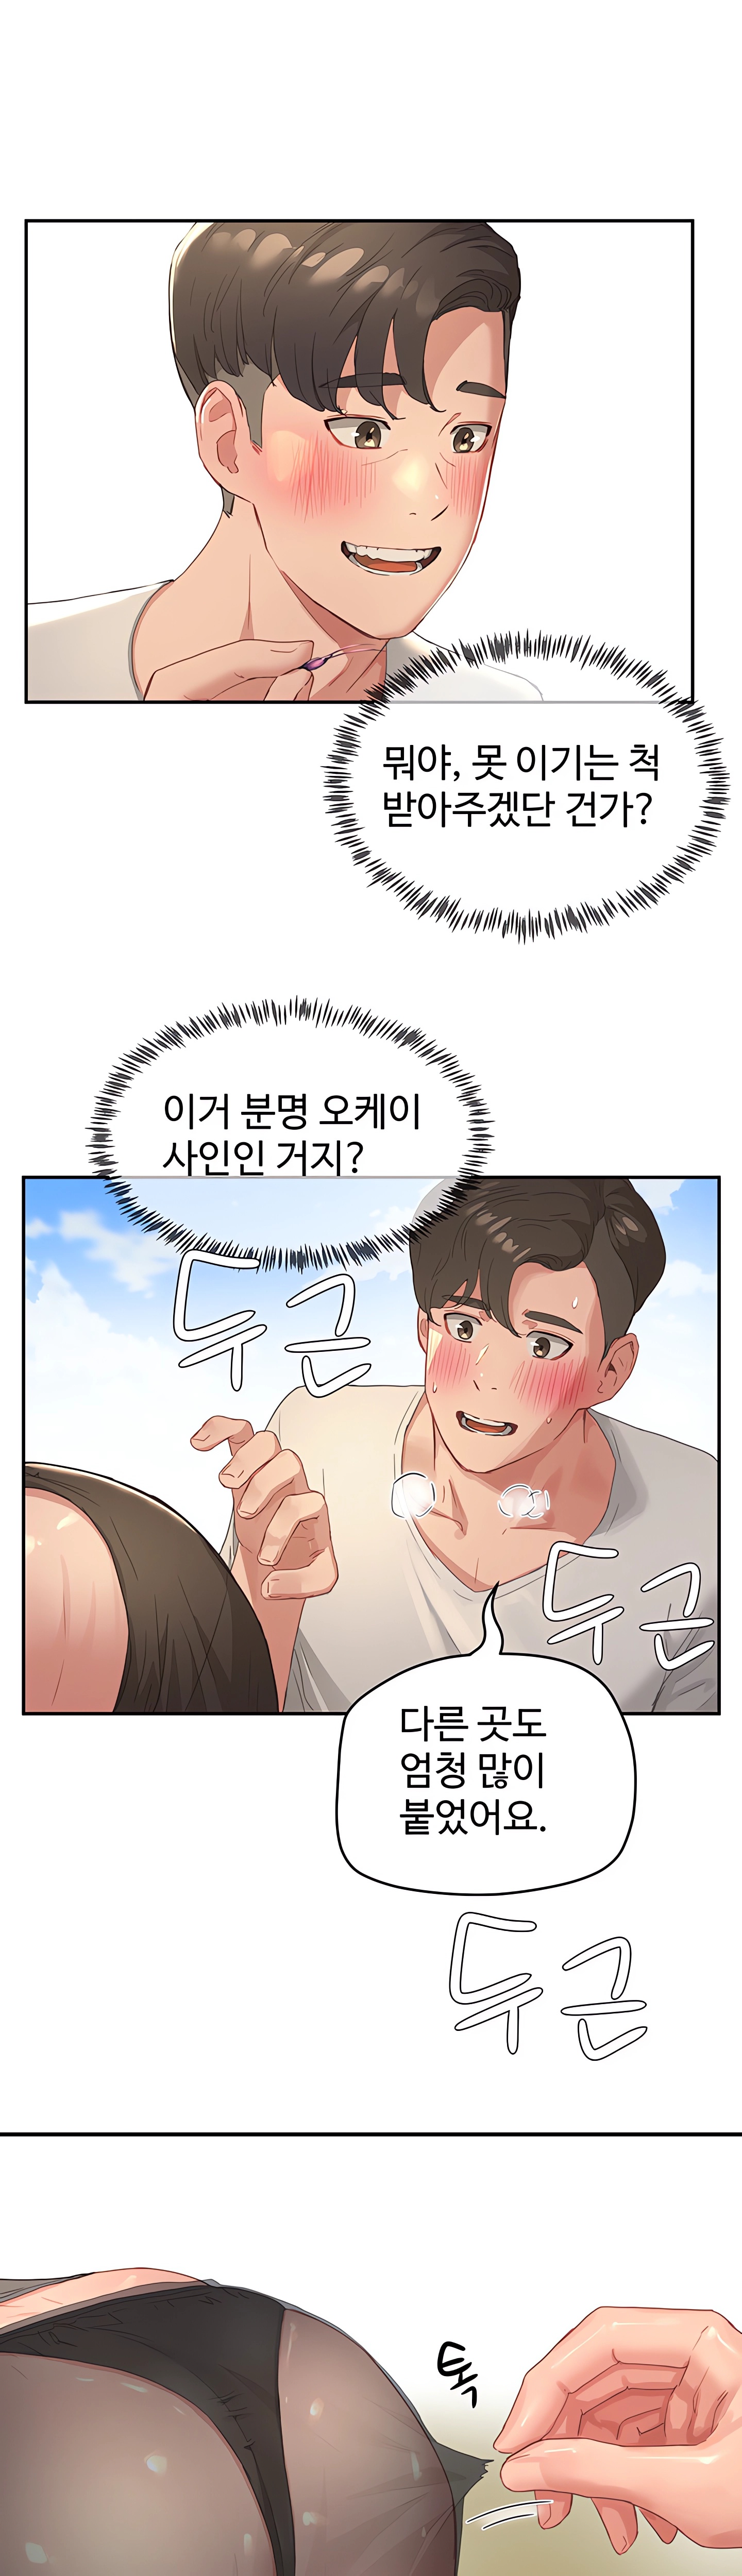 뭐야, 못 이기는 척
받아주겠단 건가?
이거 분명 오케이
사인인 거지?
두근
두근
다른 곳도
엄청 많이
붙었어요.
두근
톡